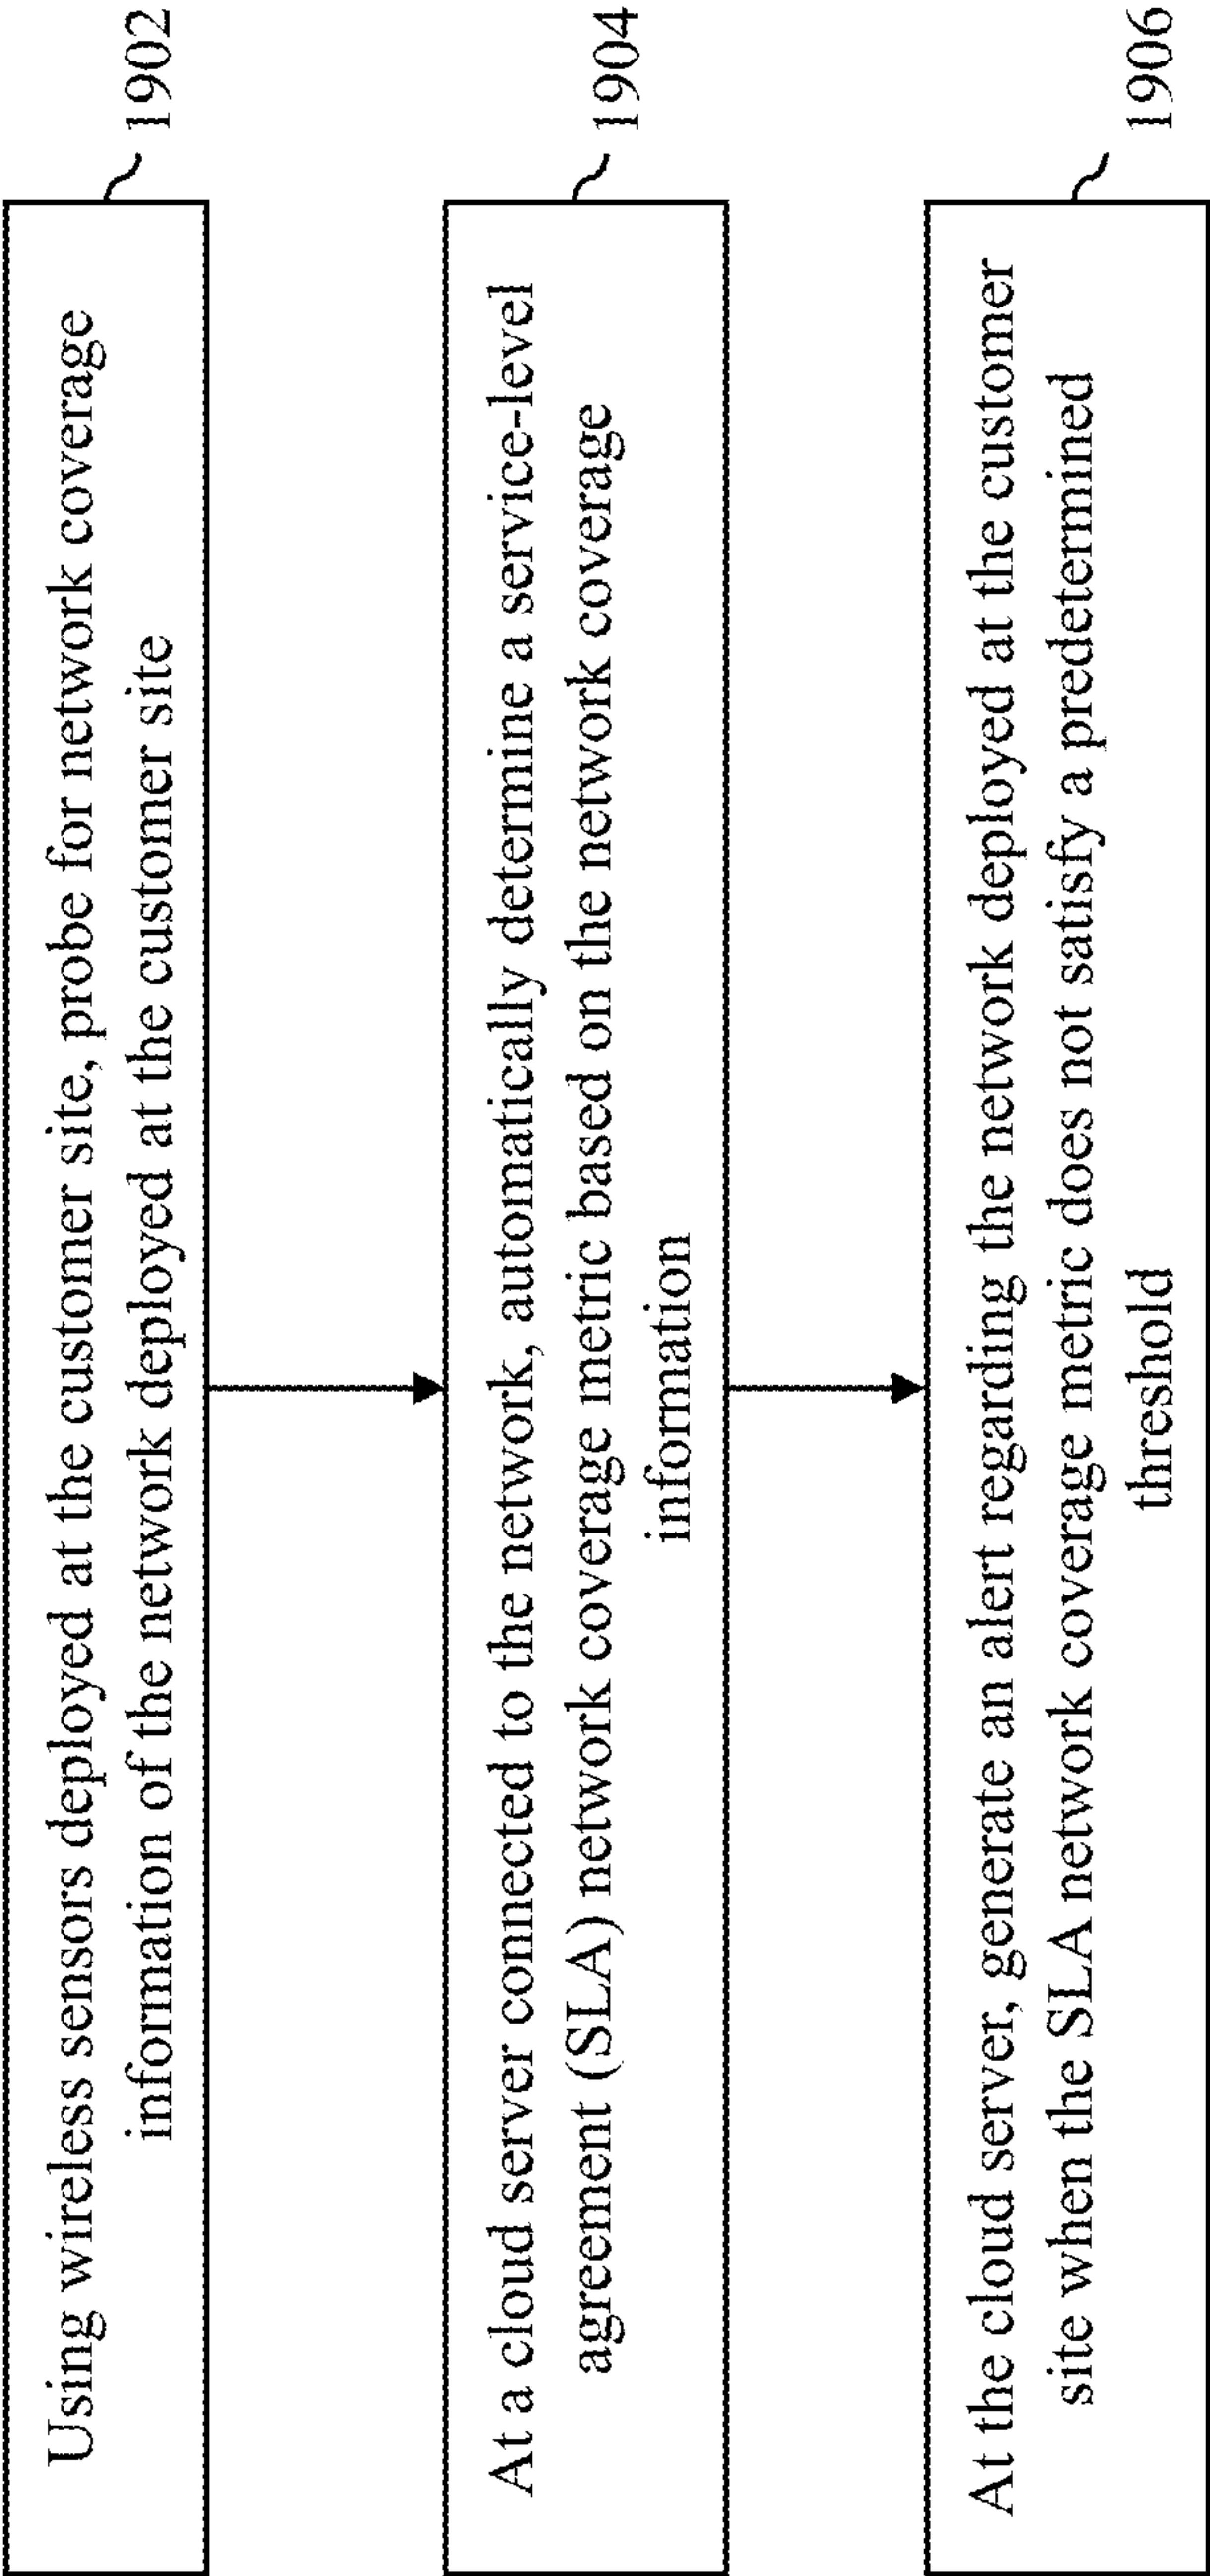 Using wireless sensors deployed at the customer site, probe for network coverage
information of the network deployed at the customer site
1902
At a cloud server connected to the network, automatically determine a service-level
agreement (SLA) network coverage metric based on the network coverage
information
1904
At the cloud server, generate an alert regarding the network deployed at the customer
site when the SLA network coverage metric does not satisfy a predetermined
threshold
1906